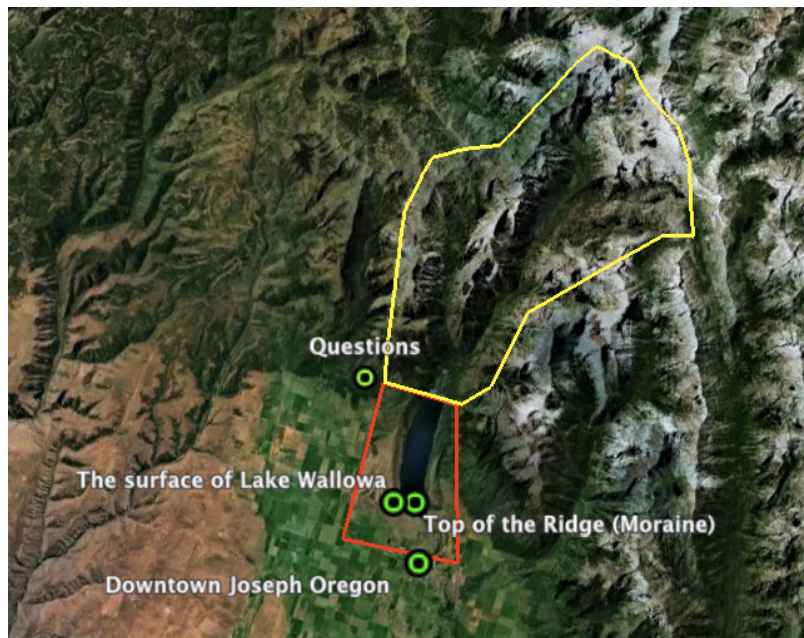 Questions
The surface of Lake Wallowa
Top of the Ridge (Moraine)
Downtown Joseph Oregon